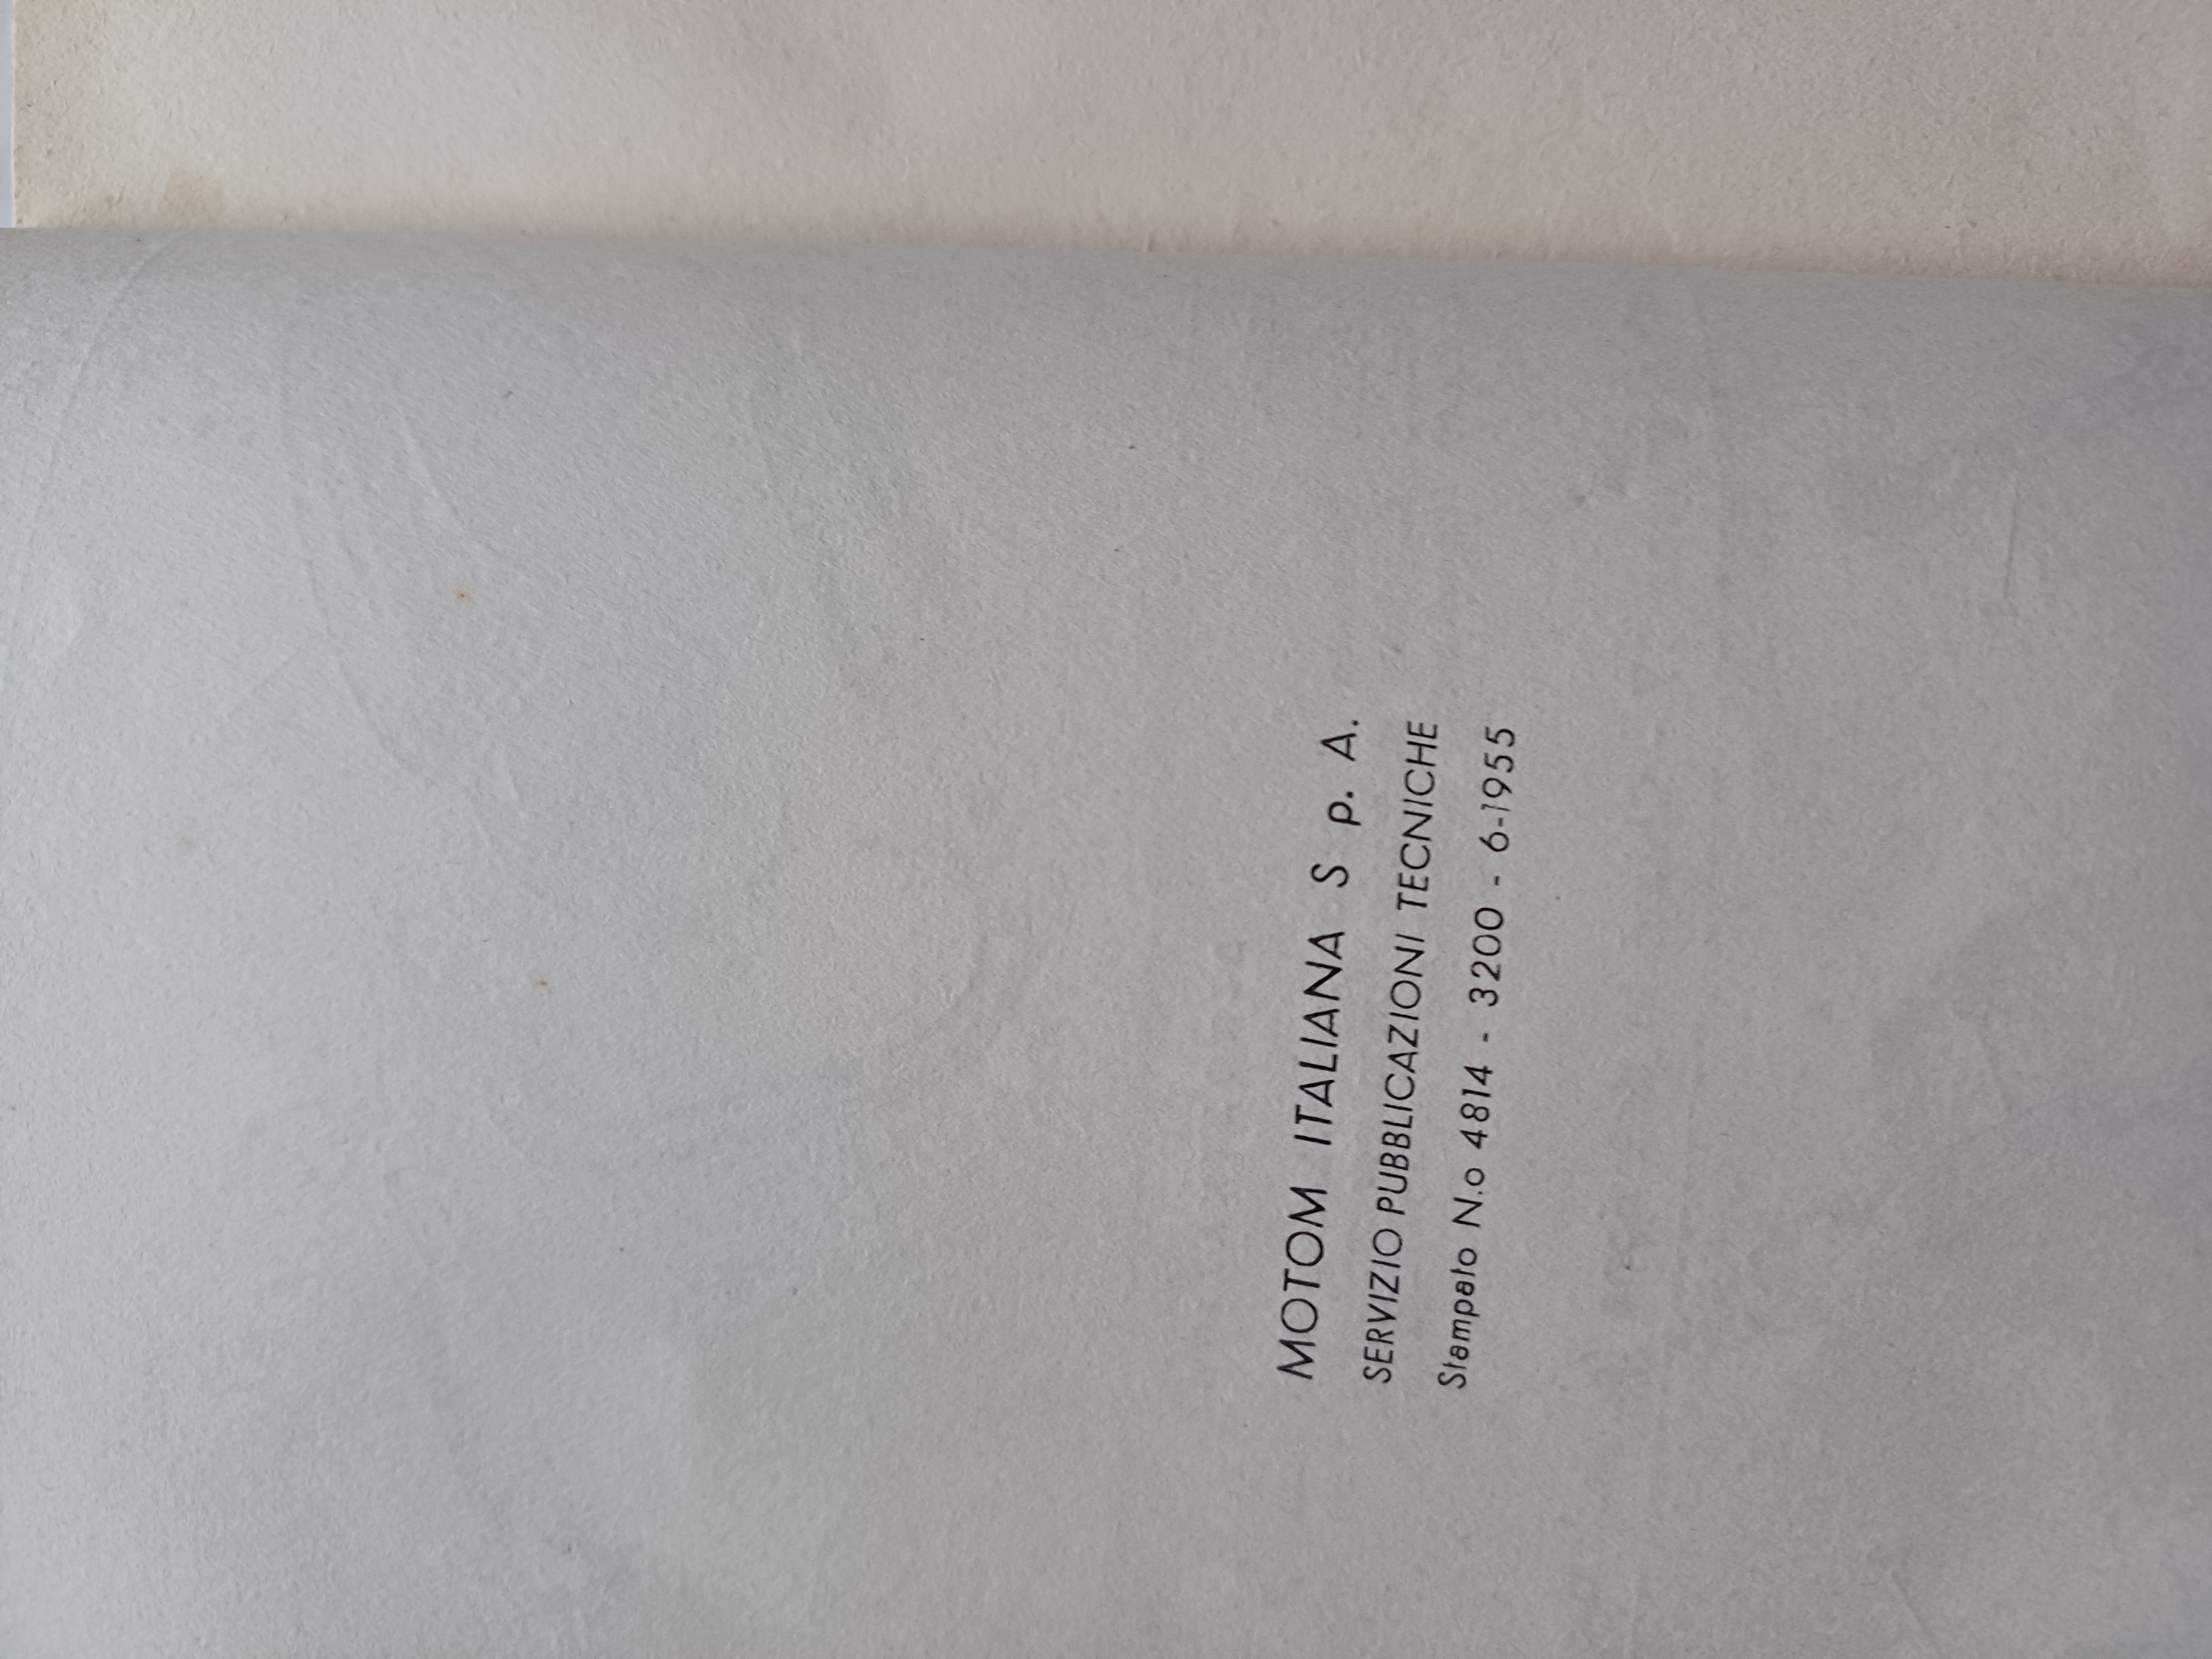 MOTOM ITALIANA S p. A.
SERVIZIO PUBBLICAZIONI TECNICHE
Stampato N.o 4814 - 3200 - 6-1955